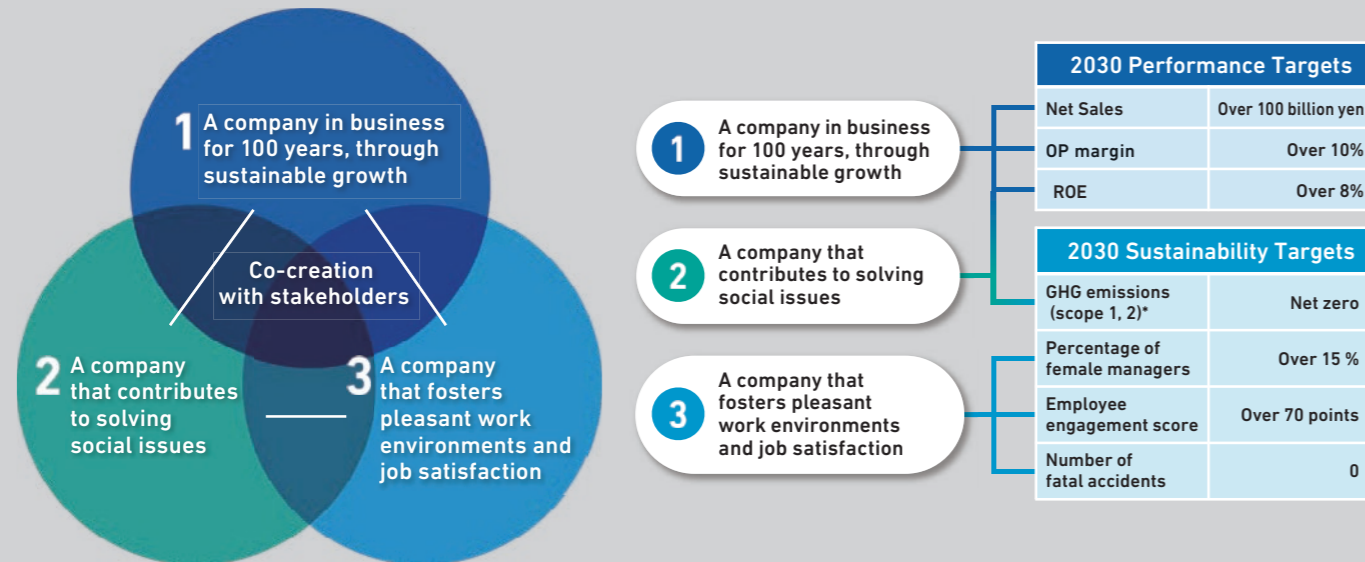 1
A company in business
for 100 years, through
sustainable growth
Co-creation
with stakeholders
2
A company
that contributes
to solving
social issues
3
A company
that fosters
pleasant work
environments and
job satisfaction
1
A company in business
for 100 years, through
sustainable growth
2
A company that
contributes to solving
social issues
3
A company that
fosters pleasant
work environments
and job satisfaction
2030 Performance Targets
Net Sales Over 100 billion yen
OP margin Over 10%
ROE Over 8%
2030 Sustainability Targets
GHG emissions
(scope 1, 2)* Net zero
Percentage of
female managers Over 15 %
Employee
engagement score Over 70 points
Number of
fatal accidents 0